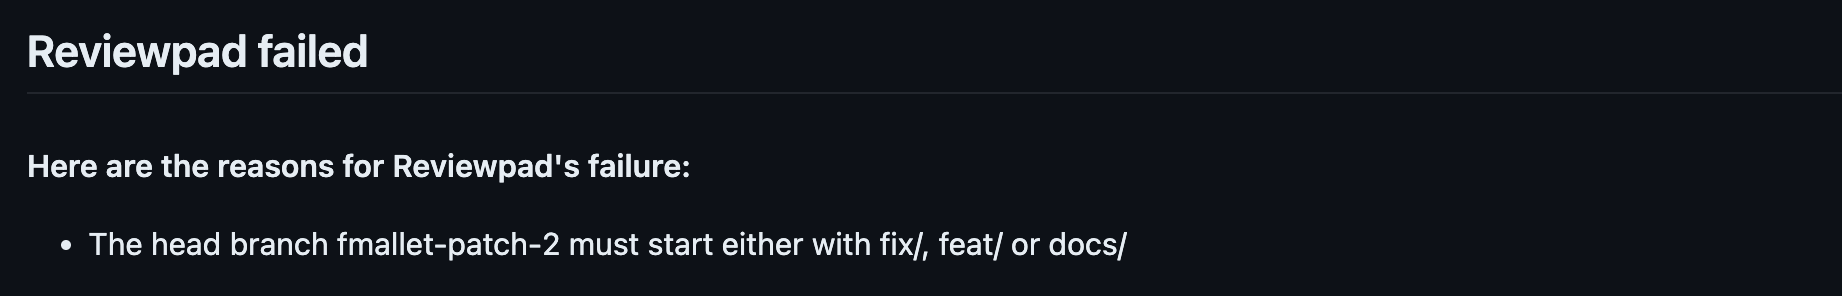 Reviewpad failed
Here are the reasons for Reviewpad's failure:
• The head branch fmallet-patch-2 must start either with fix/, feat/ or docs/